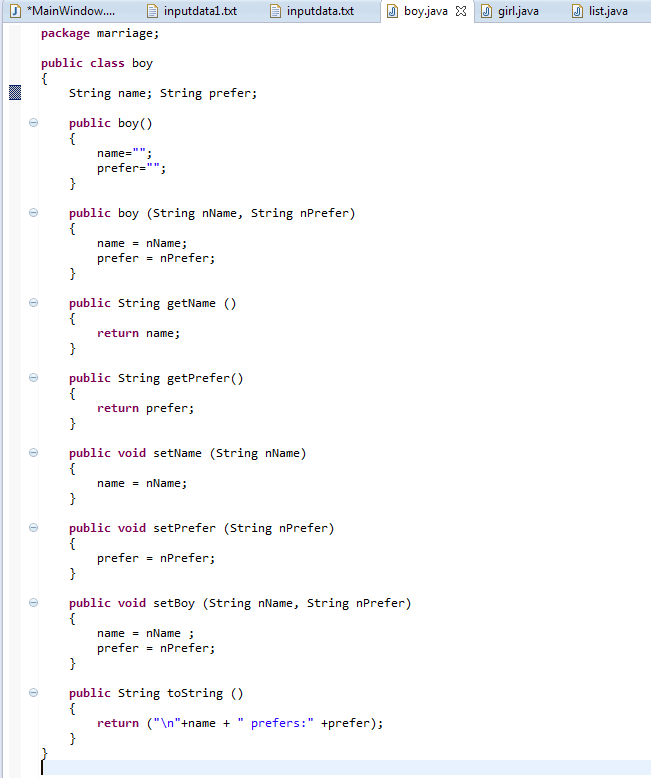 *MainWindow.... inputdata1.txt inputdata.txt boy.java girl.java list.java
package marriage;
public class boy
{
String name; String prefer;
public boy()
{
name="";
prefer="";
}
public boy (String nName, String nPrefer)
{
name = nName;
prefer = nPrefer;
}
public String getName ()
{
return name;
}
public String getPrefer()
{
return prefer;
}
public void setName (String nName)
{
name = nName;
}
public void setPrefer (String nPrefer)
{
prefer = nPrefer;
}
public void setBoy (String nName, String nPrefer)
{
name = nName ;
prefer = nPrefer;
}
public String toString ()
{
return ("\n"+name + " prefers:" +prefer);
}
}